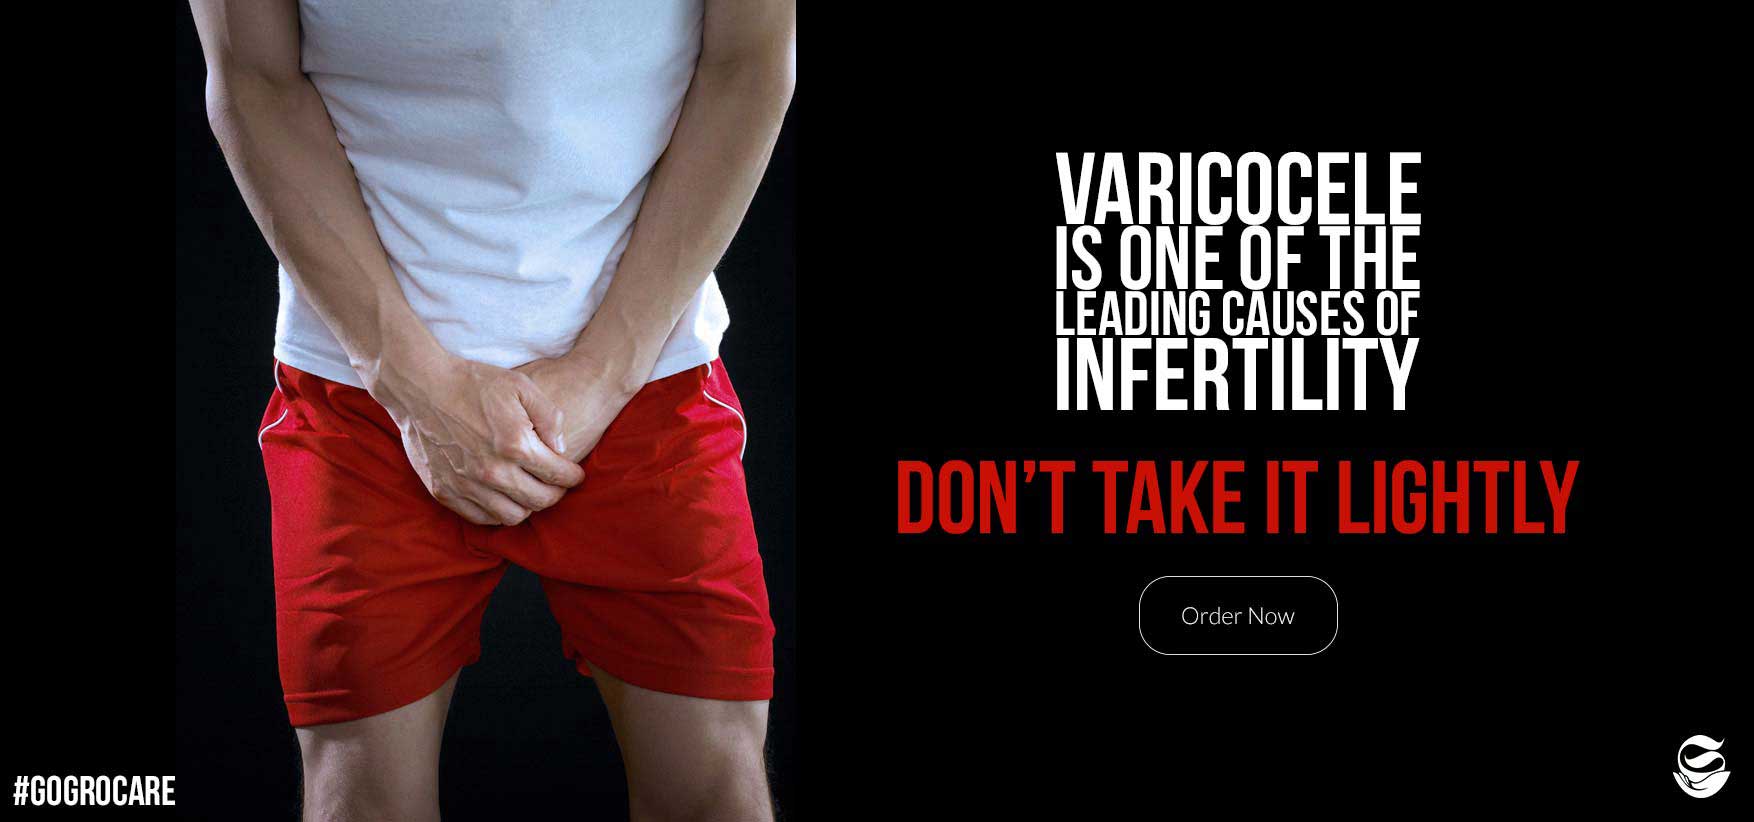 VARICOCELE
IS ONE OF THE
LEADING CAUSES OF
INFERTILITY
DON'T TAKE IT LIGHTLY
Order Now
#GOGROCARE